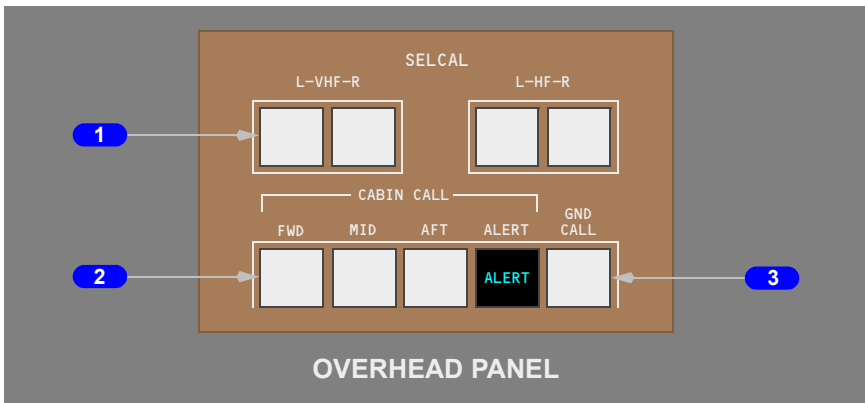 SELCAL
L-VHF-R L-HF-R
1
CABIN CALL
GND
FWD MID AFT ALERT CALL
2 ALERT 3
OVERHEAD PANEL